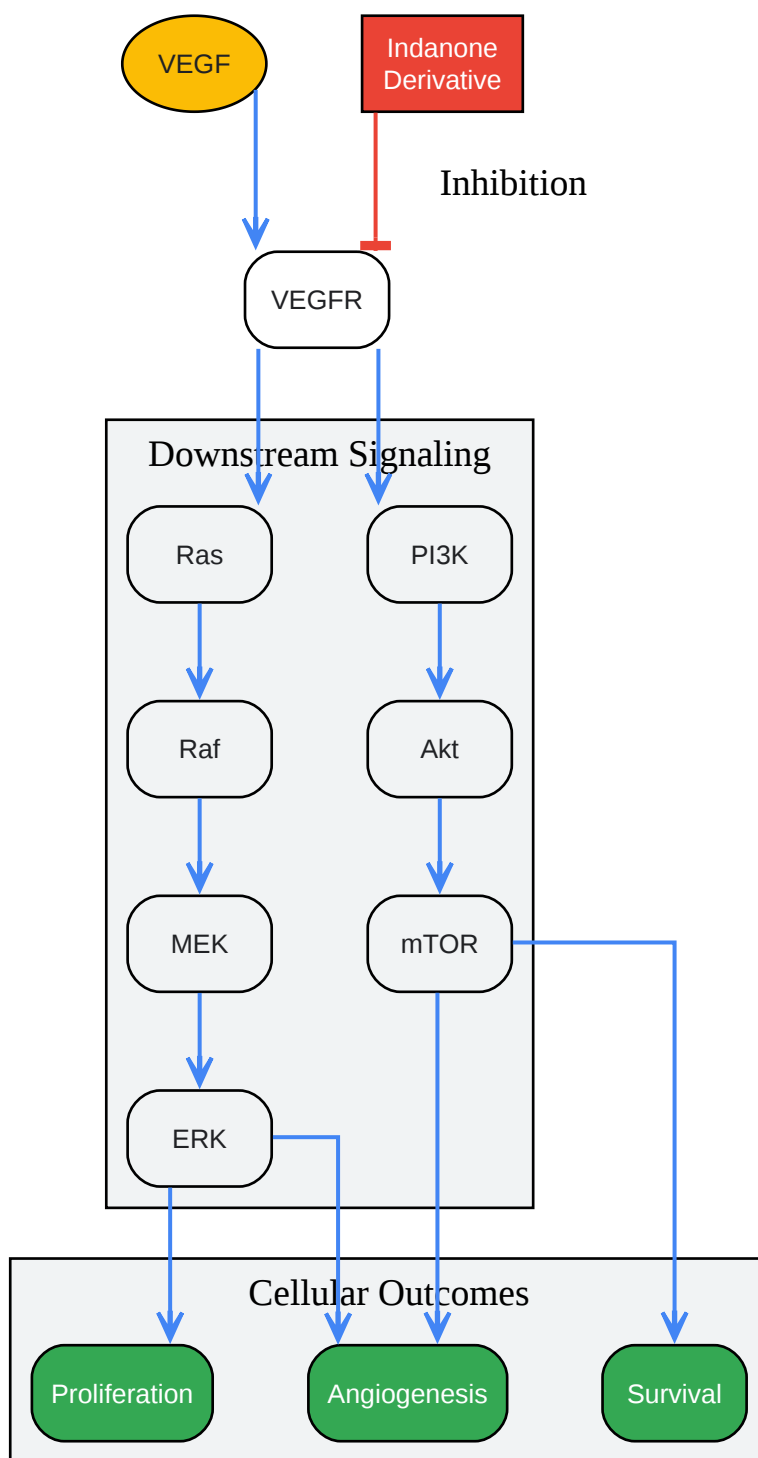 VEGF
Indanone
Derivative
Inhibition
VEGFR
Downstream Signaling
Ras
PI3K
Raf
Akt
MEK
mTOR
ERK
Cellular Outcomes
Proliferation
Angiogenesis
Survival